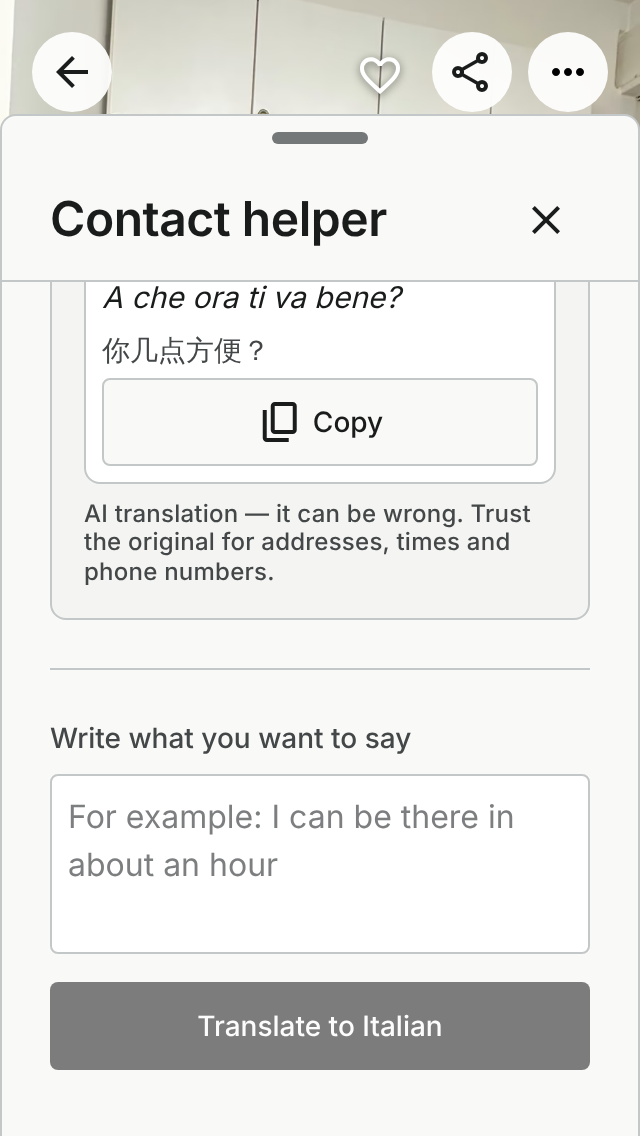 Contact helper
A che ora ti va bene?
你几点方便？
Copy
AI translation — it can be wrong. Trust
the original for addresses, times and
phone numbers.
Write what you want to say
For example: I can be there in
about an hour
Translate to Italian